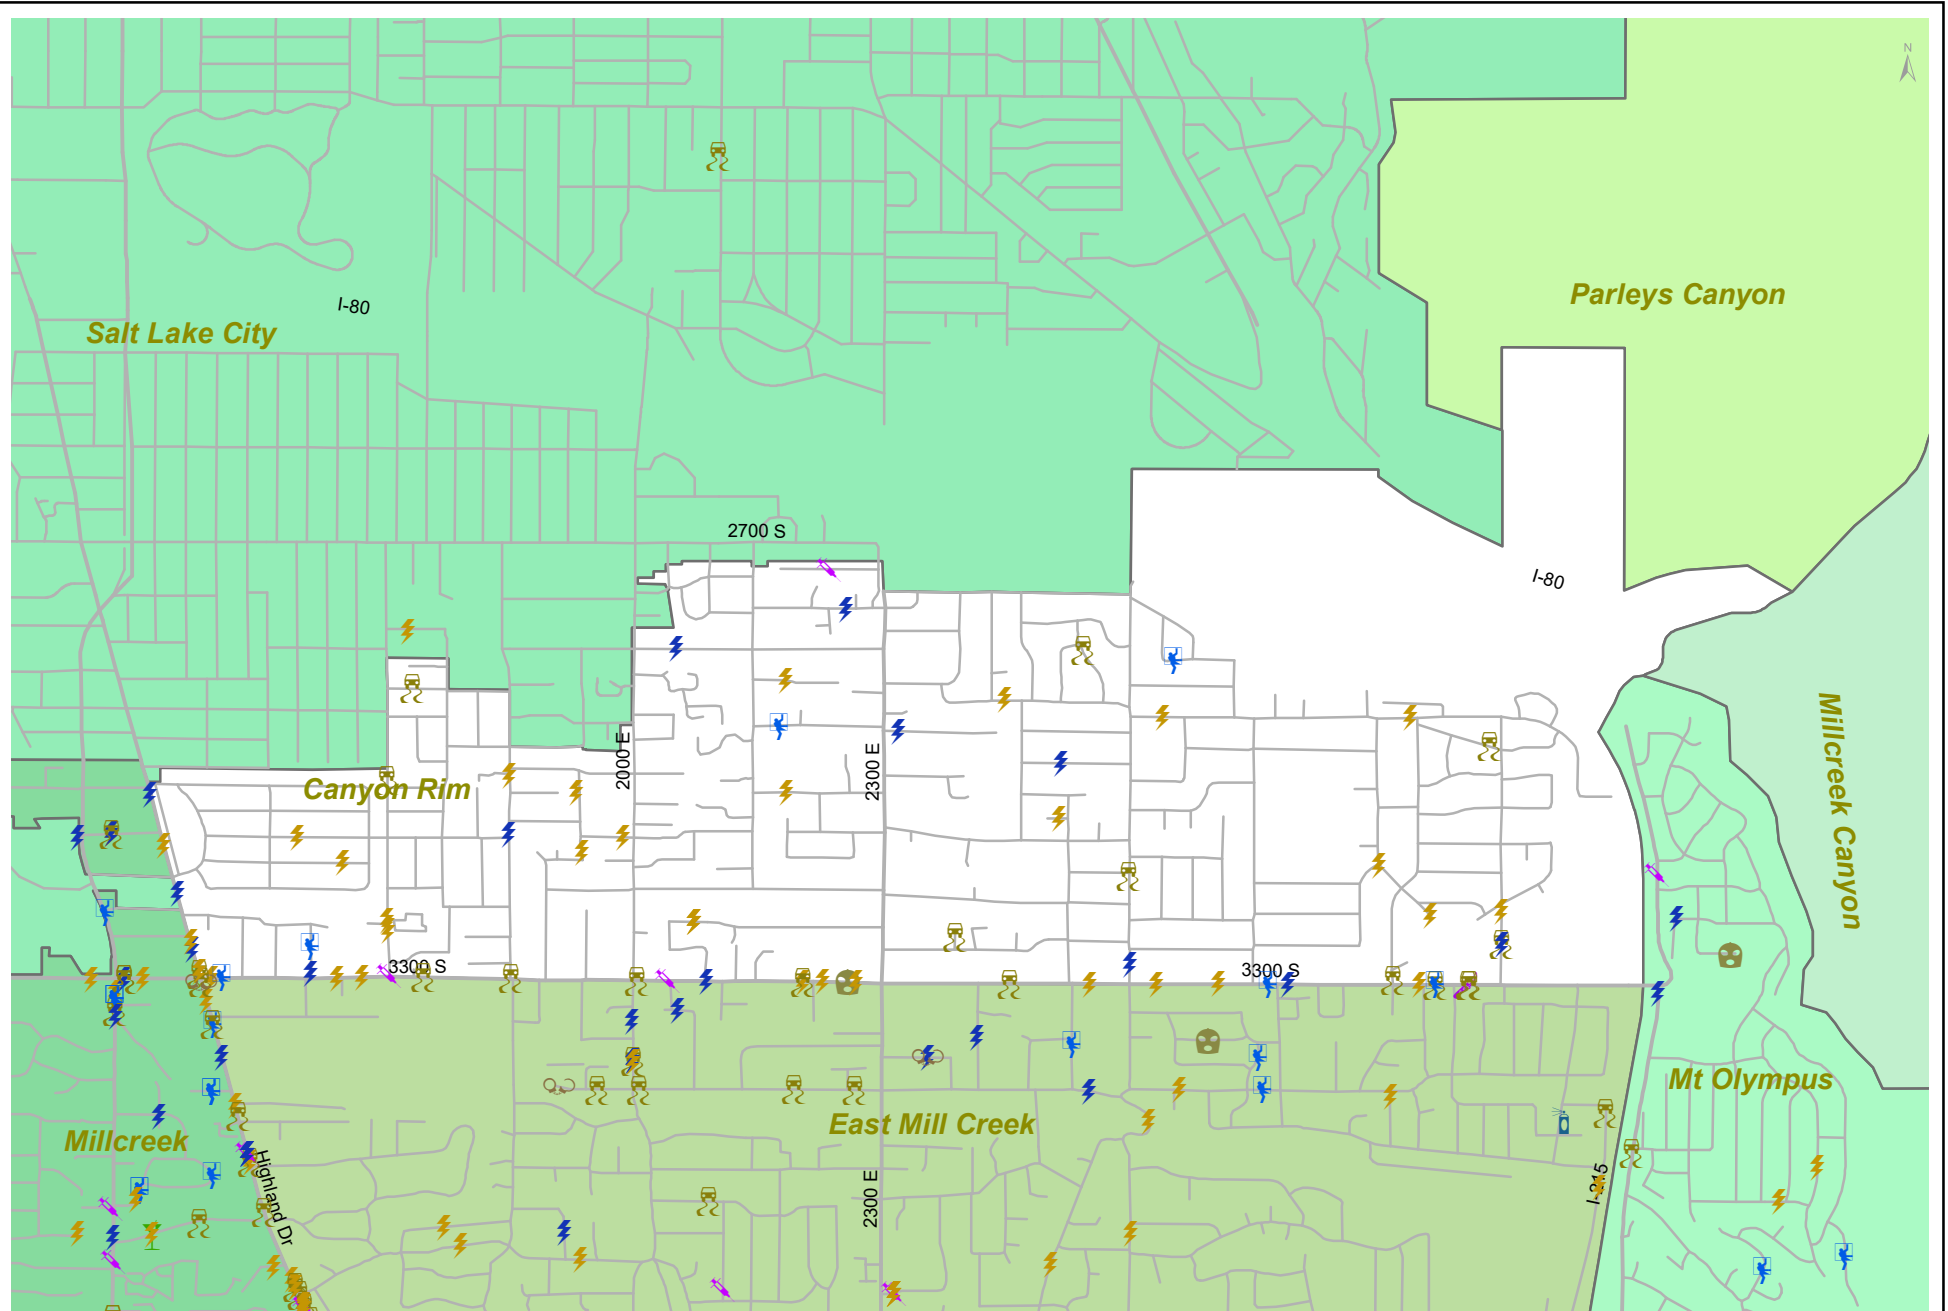 N
Parleys Canyon
I-80
Salt Lake City
2700 S
I-80
Millcreek Canyon
2000 E
2300 E
Canyon Rim
3300 S
3300 S
Mt Olympus
East Mill Creek
Millcreek
Highland Dr
2300 E
I-215